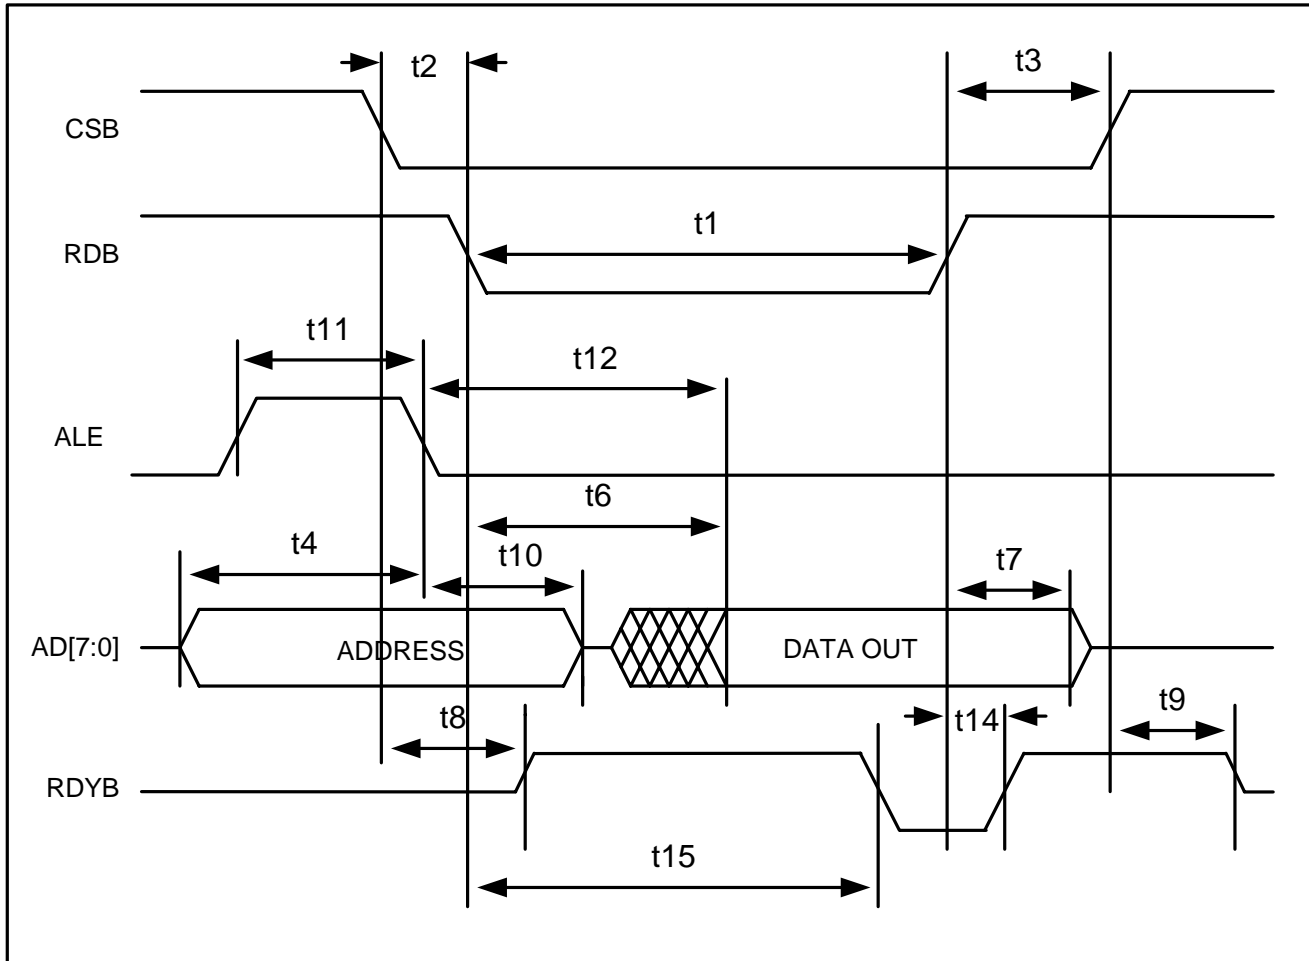 t2
t3
CSB
t1
RDB
t11
t12
ALE
t6
t4
t10
t7
AD[7:0]
ADDRESS
DATA OUT
t8
t14
t9
RDYB
t15